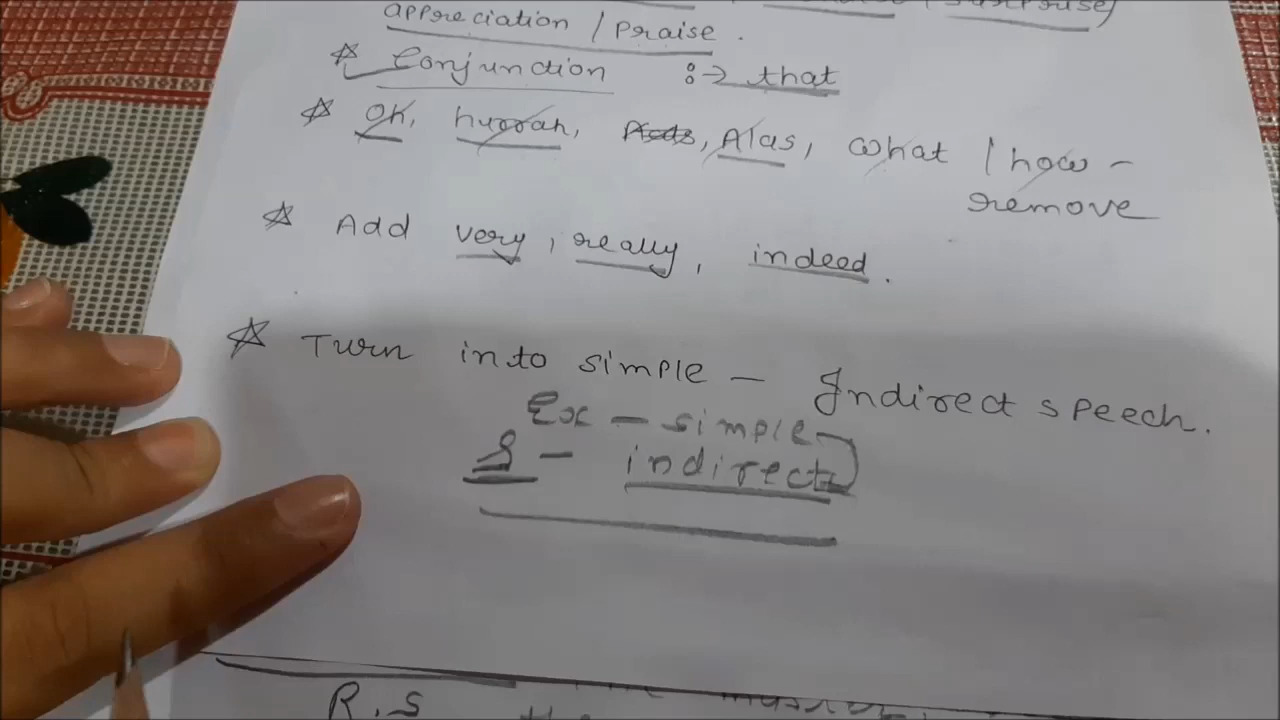 surprise)
appreciation / Praise .
☆ Conjunction :→ that
☆ OK, hurrah, Alas, what / how -
remove
☆ Add very, really, indeed.
☆ Turn into simple - Indirect speech.
Ex - simple
S - indirect
R.S